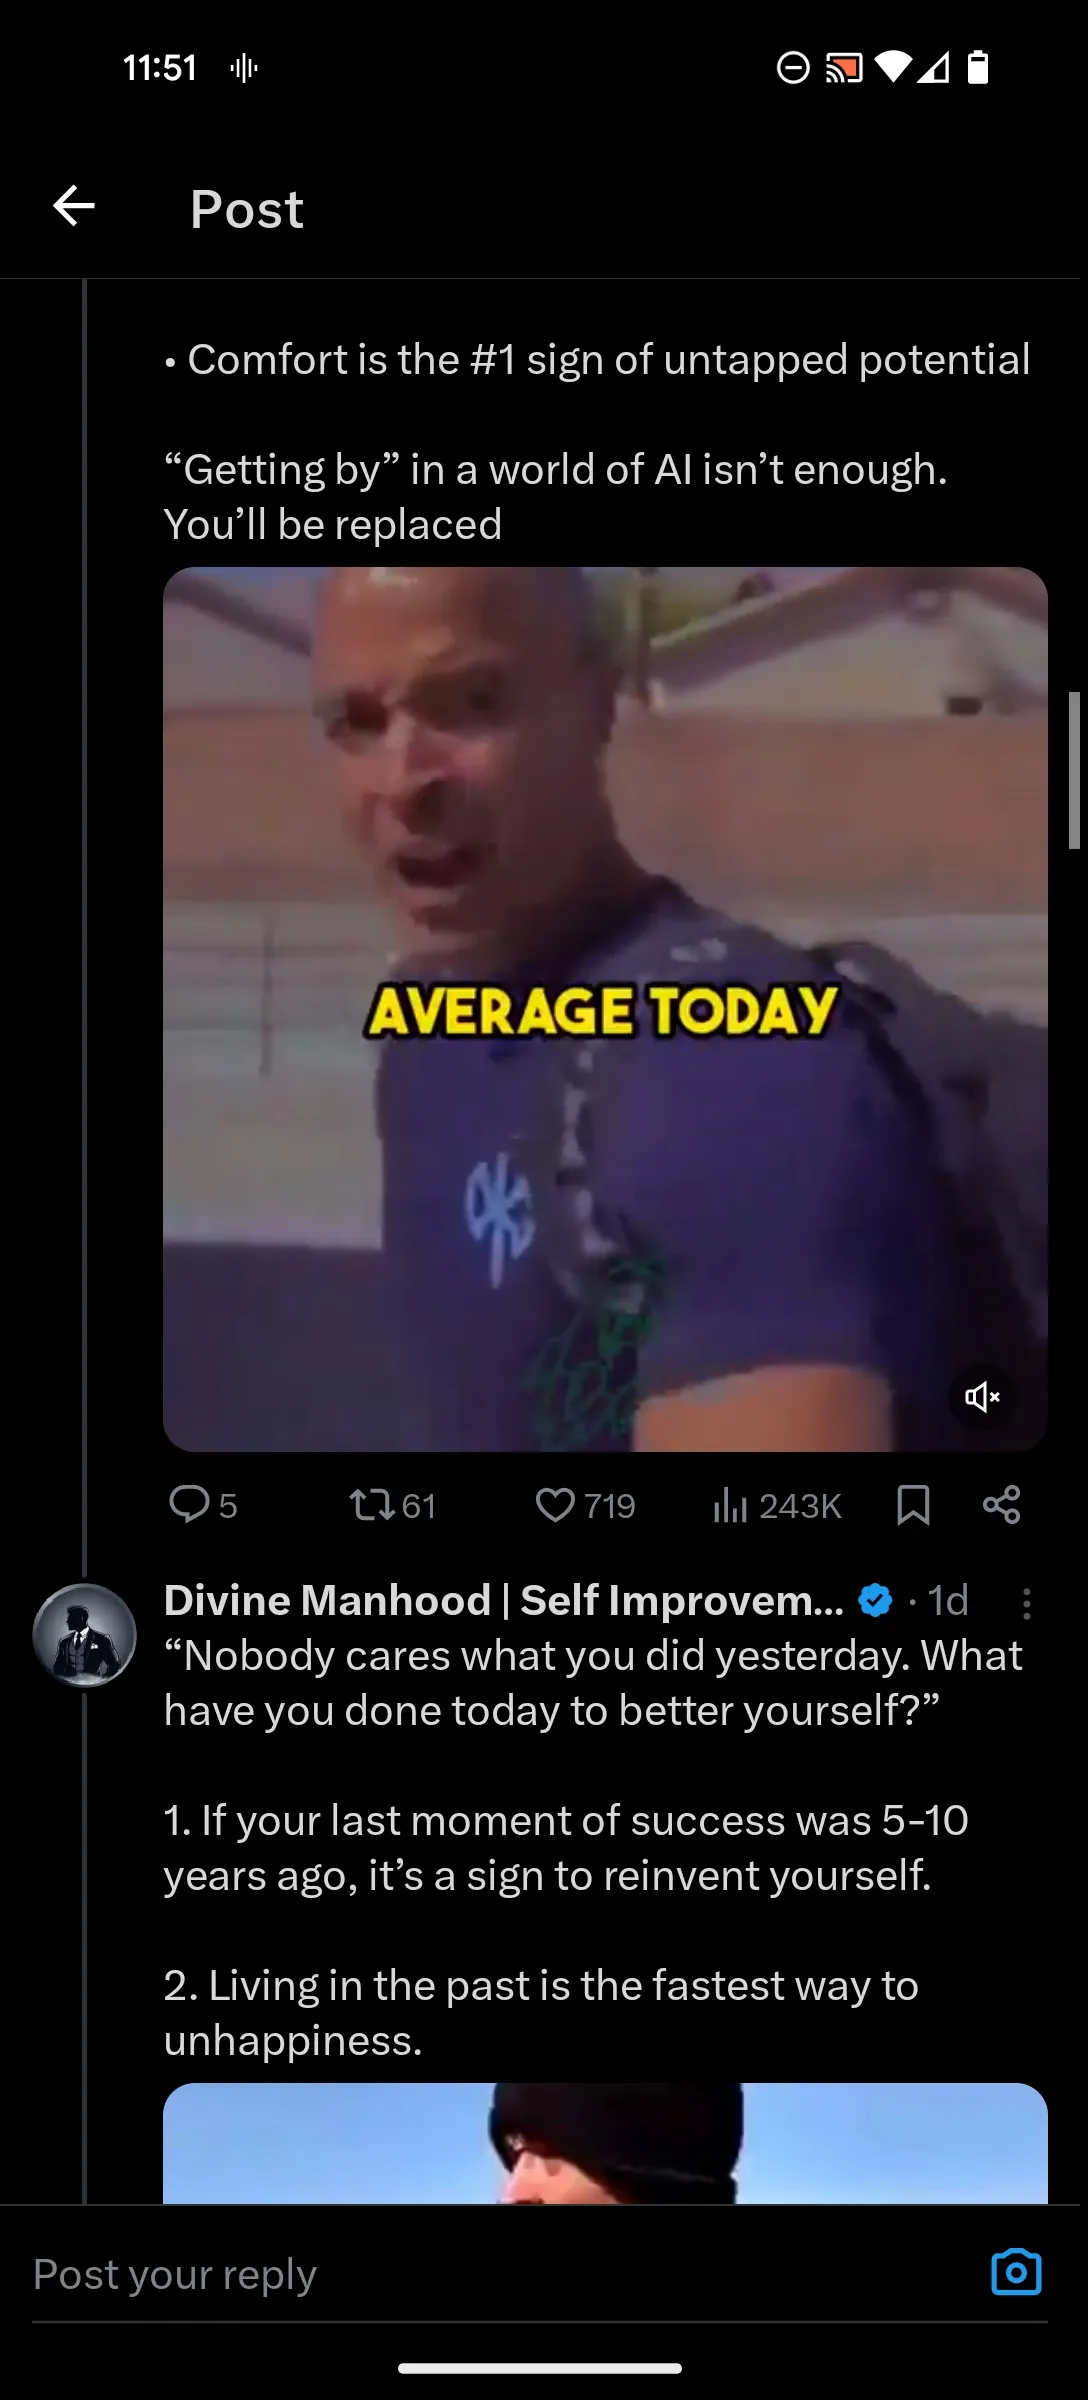 11:51
Post
• Comfort is the #1 sign of untapped potential
“Getting by” in a world of AI isn’t enough.
You’ll be replaced
AVERAGE TODAY
5 61 719 243K
Divine Manhood | Self Improvem... · 1d
“Nobody cares what you did yesterday. What
have you done today to better yourself?”
1. If your last moment of success was 5-10
years ago, it’s a sign to reinvent yourself.
2. Living in the past is the fastest way to
unhappiness.
Post your reply